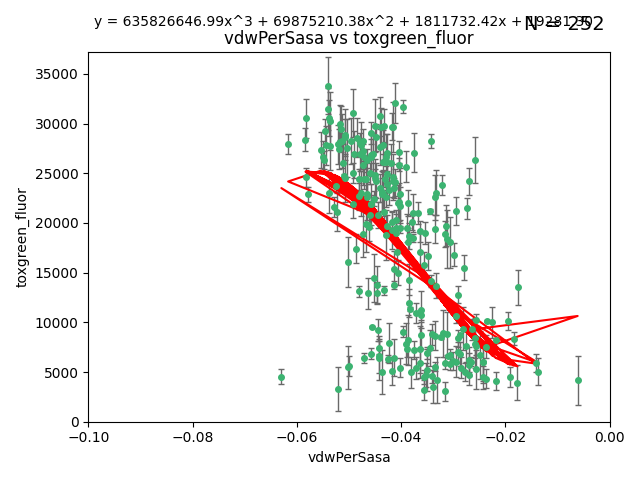 y = 635826646.99x^3 + 69875210.38x^2 + 1811732.42x +
N = 252
vdwPerSasa vs toxgreen_fluor
35000
30000
25000
20000
15000
10000
5000
0
toxgreen_fluor
−0.10 −0.08 −0.06 −0.04 −0.02 0.00
vdwPerSasa